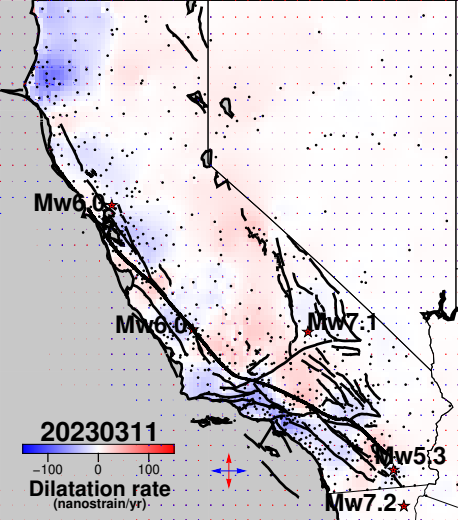 Mw6.0
Mw6.0
Mw7.1
20230311
−100 0 100
Dilatation rate
(nanostrain/yr)
Mw5.3
Mw7.2